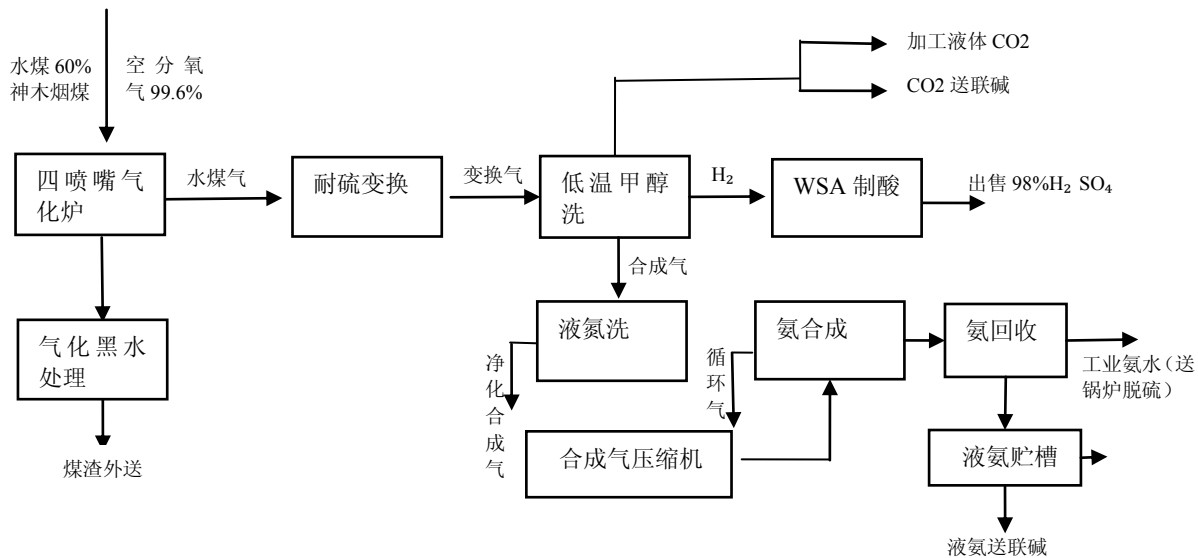 加工液体 CO2
水煤 60%
神木烟煤
空分氧
气 99.6%
CO2 送联碱
四喷嘴气
化炉
水煤气
耐硫变换
变换气
低温甲醇
洗
H₂
WSA 制酸
出售 98%H₂ SO₄
合成气
气化黑水
处理
液氮洗
净化合成气
循环气
氨合成
氨回收
工业氨水（送
锅炉脱硫）
煤渣外送
合成气压缩机
液氨贮槽
液氨送联碱